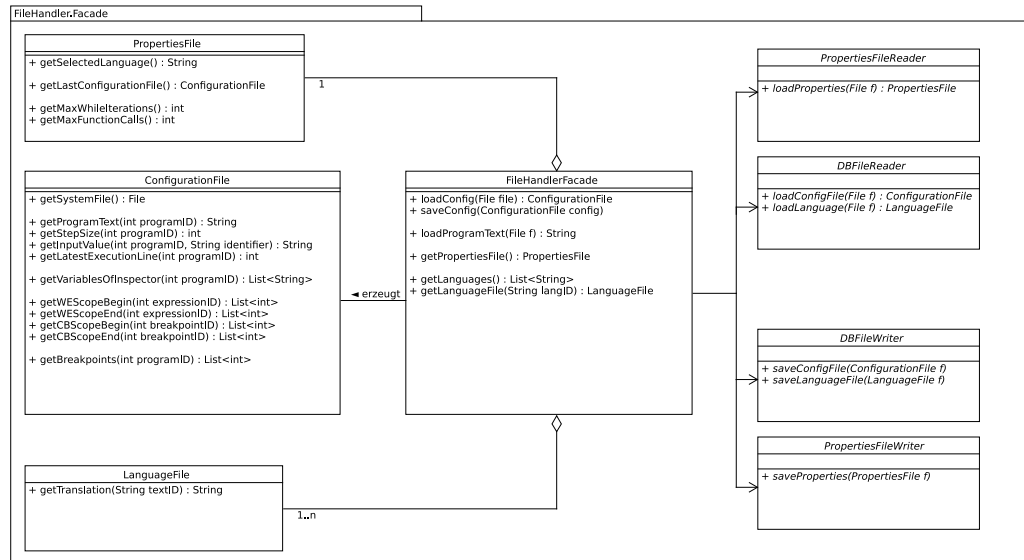 FileHandler.Facade
PropertiesFile
+ getSelectedLanguage() : String
+ getLastConfigurationFile() : ConfigurationFile
+ getMaxWhileIterations() : int
+ getMaxFunctionCalls() : int
1
ConfigurationFile
+ getSystemFile() : File
+ getProgramText(int programID) : String
+ getStepSize(int programID) : int
+ getInputValue(int programID, String identifier) : String
+ getLatestExecutionLine(int programID) : int
+ getVariablesOfInspector(int programID) : List<String>
+ getWEScopeBegin(int expressionID) : List<int>
+ getWEScopeEnd(int expressionID) : List<int>
+ getCBScopeBegin(int breakpointID) : List<int>
+ getCBScopeEnd(int breakpointID) : List<int>
+ getBreakpoints(int programID) : List<int>
◄ erzeugt
FileHandlerFacade
+ loadConfig(File file) : ConfigurationFile
+ saveConfig(ConfigurationFile config)
+ loadProgramText(File f) : String
+ getPropertiesFile() : PropertiesFile
+ getLanguages() : List<String>
+ getLanguageFile(String langID) : LanguageFile
LanguageFile
+ getTranslation(String textID) : String
1..n
PropertiesFileReader
+ loadProperties(File f) : PropertiesFile
DBFileReader
+ loadConfigFile(File f) : ConfigurationFile
+ loadLanguage(File f) : LanguageFile
DBFileWriter
+ saveConfigFile(ConfigurationFile f)
+ saveLanguageFile(LanguageFile f)
PropertiesFileWriter
+ saveProperties(PropertiesFile f)